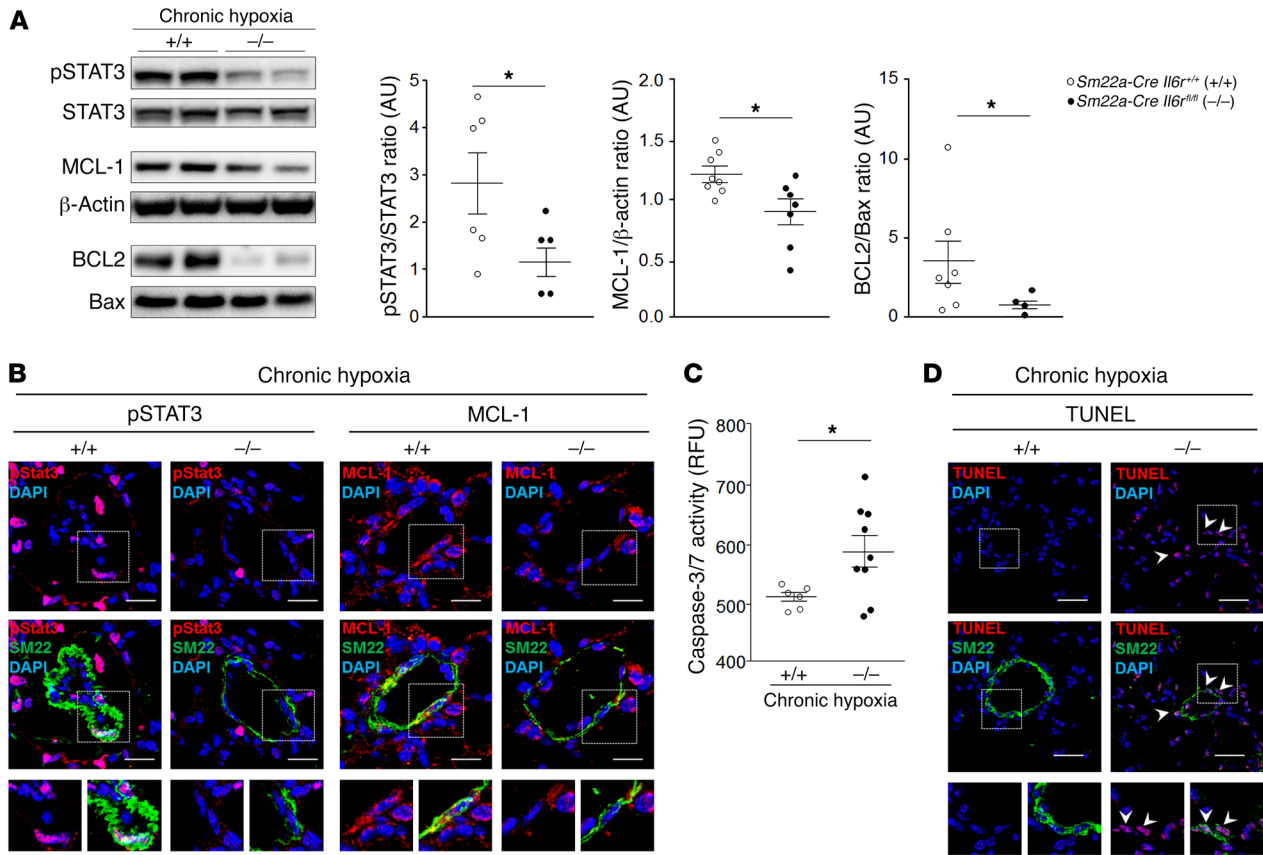 A
Chronic hypoxia
+/+ –/–
pSTAT3
STAT3
MCL-1
β-Actin
BCL2
Bax
pSTAT3/STAT3 ratio (AU)
5
4
3
2
1
0
*
MCL-1/β-actin ratio (AU)
2.0
1.5
1.0
0.5
0.0
*
BCL2/Bax ratio (AU)
15
10
5
0
*
Sm22a-Cre Il6r+/+ (+/+)
Sm22a-Cre Il6rfl/fl (–/–)
B
Chronic hypoxia
pSTAT3 MCL-1
+/+ –/– +/+ –/–
pStat3 pStat3 MCL-1 MCL-1
DAPI DAPI DAPI DAPI
pStat3 pStat3 MCL-1 MCL-1
SM22 SM22 SM22 SM22
DAPI DAPI DAPI DAPI
C
Caspase-3/7 activity (RFU)
800
700
600
500
400
*
+/+ –/–
Chronic hypoxia
D
Chronic hypoxia
TUNEL
+/+ –/–
TUNEL TUNEL
DAPI DAPI
TUNEL TUNEL
SM22 SM22
DAPI DAPI